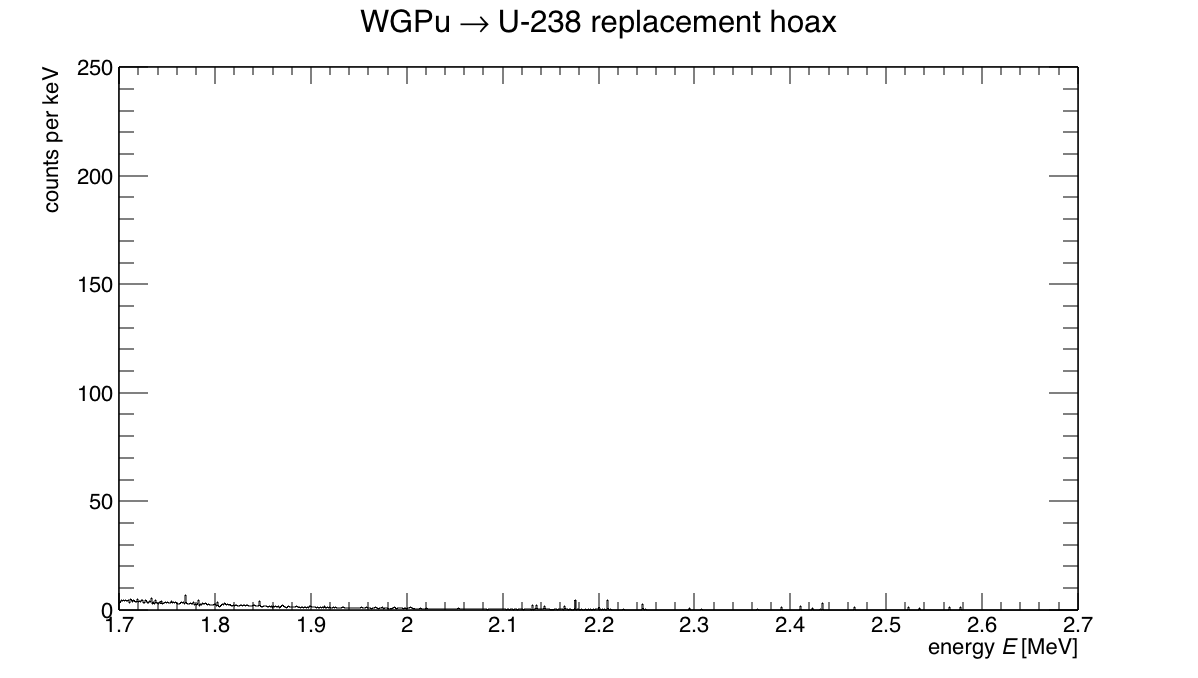 WGPu → U-238 replacement hoax
counts per keV
250
200
150
100
50
0
1.7 1.8 1.9 2 2.1 2.2 2.3 2.4 2.5 2.6 2.7
energy E [MeV]